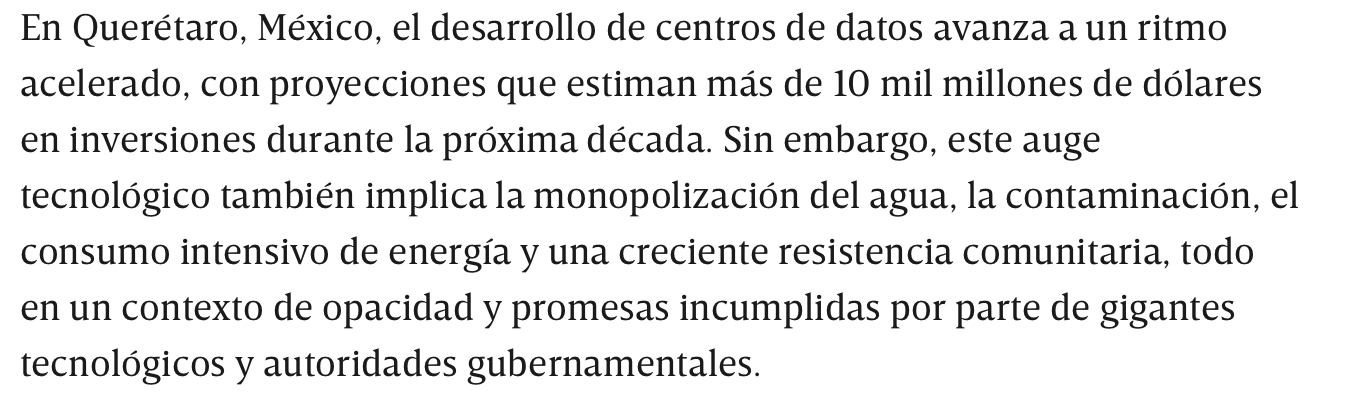 En Querétaro, México, el desarrollo de centros de datos avanza a un ritmo
acelerado, con proyecciones que estiman más de 10 mil millones de dólares
en inversiones durante la próxima década. Sin embargo, este auge
tecnológico también implica la monopolización del agua, la contaminación, el
consumo intensivo de energía y una creciente resistencia comunitaria, todo
en un contexto de opacidad y promesas incumplidas por parte de gigantes
tecnológicos y autoridades gubernamentales.